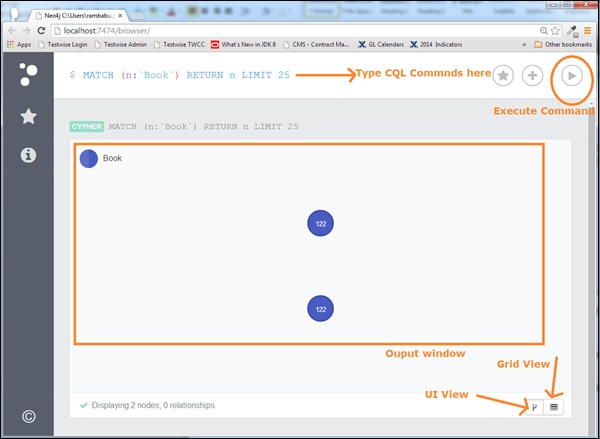 Neo4j C:\Users\rambabu.
localhost:7474/browser/
Apps Testwise Testwise Admin Testwise TWCC What's New in JDK 8 CMS - Contract Ma... GL Calendars 2014 Indicators » Other bookmarks
$ MATCH (n:`Book`) RETURN n LIMIT 25
Type CQL Commnds here
Execute Command
CYPHER MATCH (n:`Book`) RETURN n LIMIT 25
Book
122
122
Ouput window
Grid View
UI View
Displaying 2 nodes, 0 relationships
©